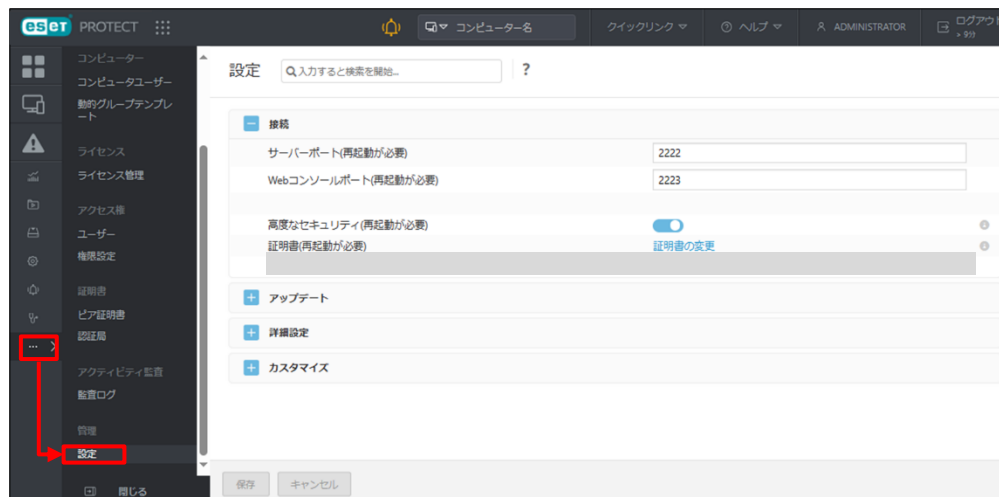 eseT PROTECT
コンピューター名
クイックリンク
ヘルプ
ADMINISTRATOR
ログアウト
> 9分
コンピューター
コンピュータユーザー
動的グループテンプレ
ート
ライセンス
ライセンス管理
アクセス権
ユーザー
権限設定
証明書
ピア証明書
認証局
アクティビティ監査
監査ログ
管理
設定
閉じる
設定
入力すると検索を開始...
?
接続
サーバーポート(再起動が必要) 2222
Webコンソールポート(再起動が必要) 2223
高度なセキュリティ(再起動が必要)
証明書(再起動が必要) 証明書の変更
アップデート
詳細設定
カスタマイズ
保存 キャンセル